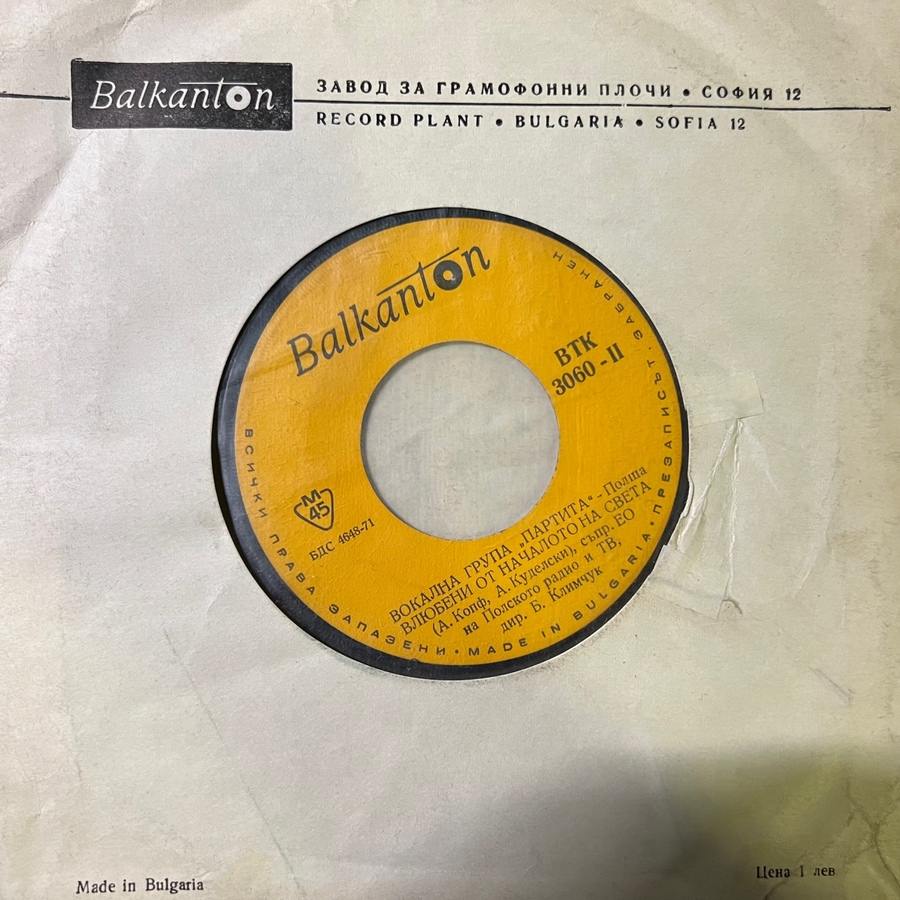 Balkanton
ЗАВОД ЗА ГРАМОФОННИ ПЛОЧИ • СОФИЯ 12
RECORD PLANT • BULGARIA • SOFIA 12
Balkanton
ВТК
3060 - II
М
45
БДС 4648-71
ВОКАЛНА ГРУПА „ПАРТИТА“ - Полша
ВЛЮБЕНИ ОТ НАЧАЛОТО НА СВЕТА
(А. Копф, А. Куделски), съпр. ЕО
на Полското радио и ТВ,
дир. Б. Климчук
ВСИЧКИ ПРАВА ЗАПАЗЕНИ • MADE IN BULGARIA • ПРЕЗАПИСЪТ ЗАБРАНЕН
Made in Bulgaria
Цена 1 лев